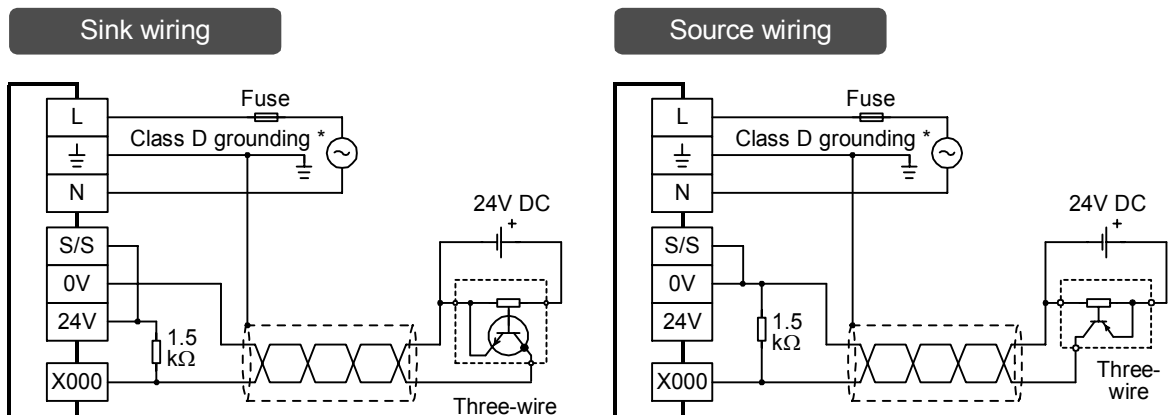 Sink wiring
L
Fuse
Class D grounding *
N
24V DC
+
S/S
0V
24V
1.5
kΩ
X000
Three-wire
Source wiring
L
Fuse
Class D grounding *
N
24V DC
+
S/S
0V
24V
1.5
kΩ
X000
Three-
wire